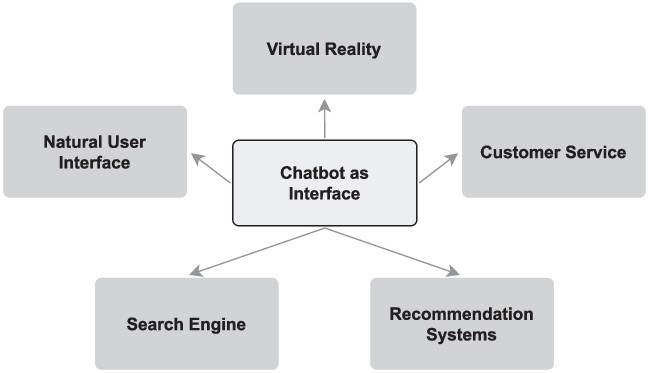 Virtual Reality
Natural User
Interface
Customer Service
Chatbot as
Interface
Search Engine
Recommendation
Systems